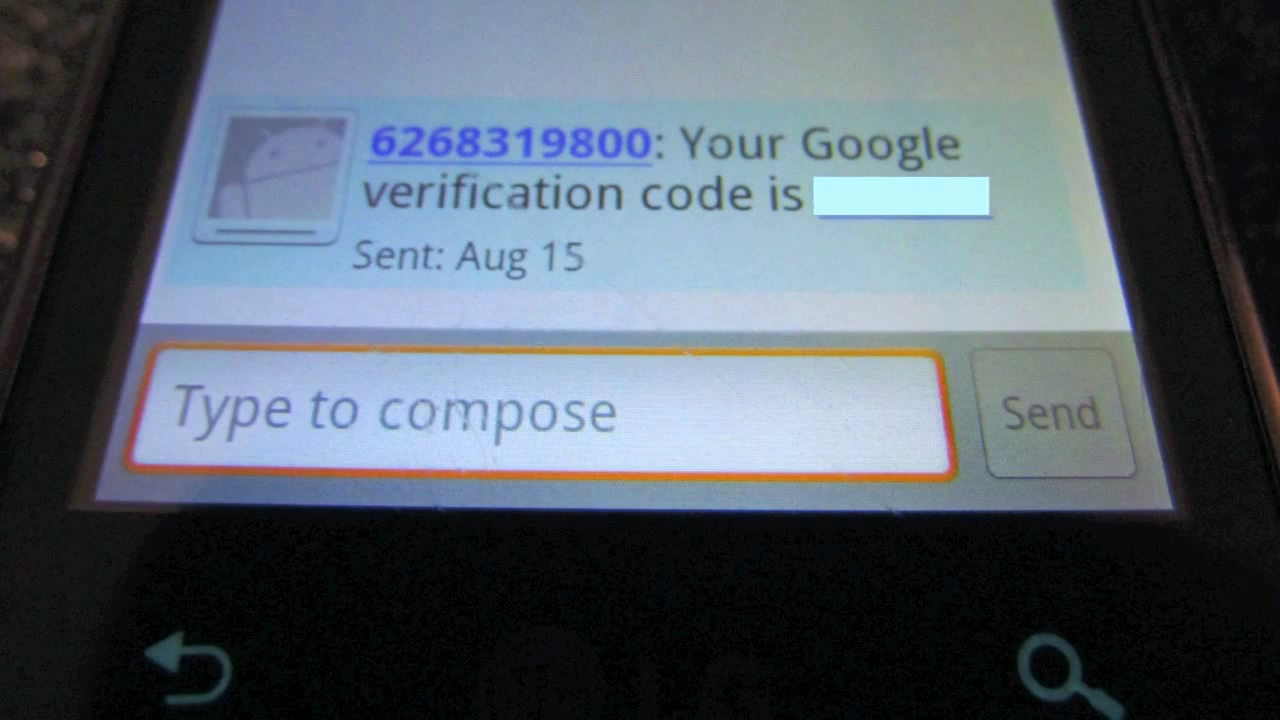 6268319800: Your Google
verification code is
Sent: Aug 15
Type to compose
Send